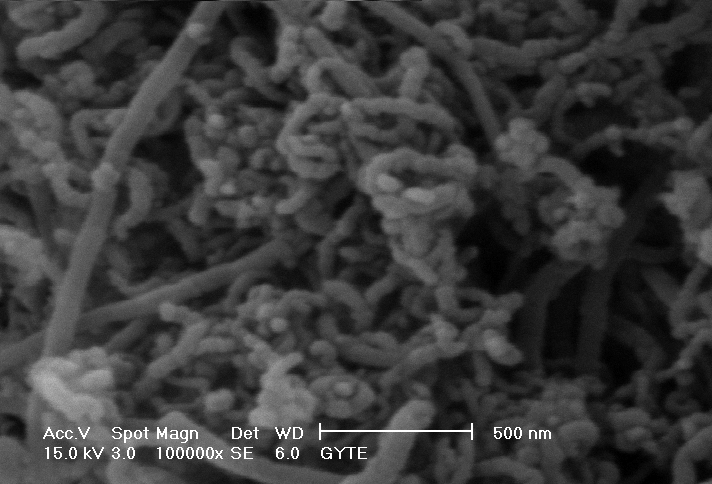 Acc.V Spot Magn Det WD 500 nm
15.0 kV 3.0 100000x SE 6.0 GYTE